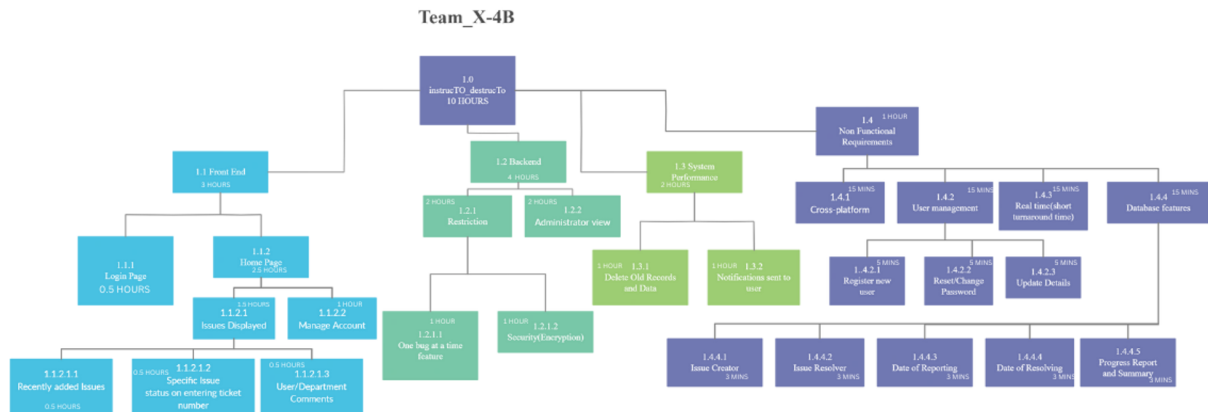 Team_X-4B
1.0
instrucTO_destrucTo
10 HOURS
1.1 Front End
3 HOURS
1.1.1
Login Page
0.5 HOURS
1.1.2
Home Page
2.5 HOURS
1.5 HOURS
1.1.2.1
Issues Displayed
1 HOUR
1.1.2.2
Manage Account
1.1.2.1.1
Recently added Issues
0.5 HOURS
1.1.2.1.2
0.5 HOURS
Specific Issue
status on entering ticket
number
0.5 HOURS
1.1.2.1.3
User/Department
Comments
1.2 Backend
4 HOURS
2 HOURS
1.2.1
Restriction
2 HOURS
1.2.2
Administrator view
1 HOUR
1.2.1.1
One bug at a time
feature
1 HOUR
1.2.1.2
Security(Encryption)
1.3 System
Performance
2 HOURS
1 HOUR
1.3.1
Delete Old Records
and Data
1 HOUR
1.3.2
Notifications sent to
user
1 HOUR
1.4
Non Functional
Requirements
15 MINS
1.4.1
Cross-platform
15 MINS
1.4.2
User management
15 MINS
1.4.3
Real time(short
turnaround time)
15 MINS
1.4.4
Database features
5 MINS
1..4.2.1
Register new
user
5 MINS
1.4.2.2
Reset/Change
Password
5 MINS
1.4.2.3
Update Details
1.4.4.1
Issue Creator
3 MINS
1.4.4.2
Issue Resolver
3 MINS
1.4.4.3
Date of Reporting
3 MINS
1.4.4.4
Date of Resolving
3 MINS
1.4.4.5
Progress Report
and Summary
3 MINS